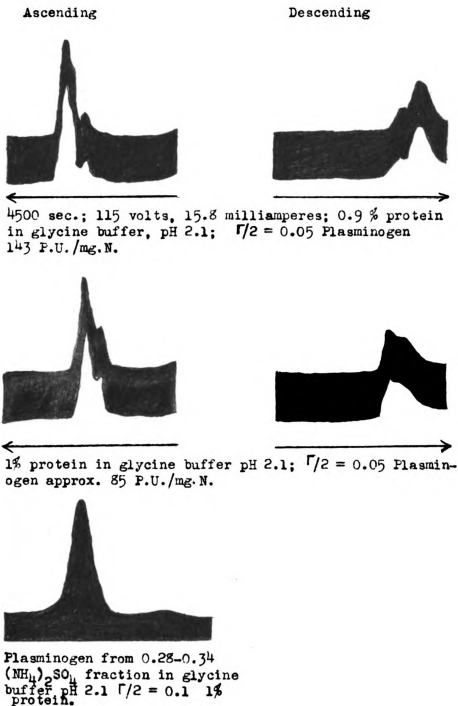 Ascending Descending
4500 sec.; 115 volts, 15.8 milliamperes; 0.9 % protein
in glycine buffer, pH 2.1; Γ/2 = 0.05 Plasminogen
143 P.U./mg.N.
1% protein in glycine buffer pH 2.1; Γ/2 = 0.05 Plasmin-
ogen approx. 85 P.U./mg.N.
Plasminogen from 0.28-0.34
(NH₄)₂SO₄ fraction in glycine
buffer pH 2.1 Γ/2 = 0.1 1%
protein.